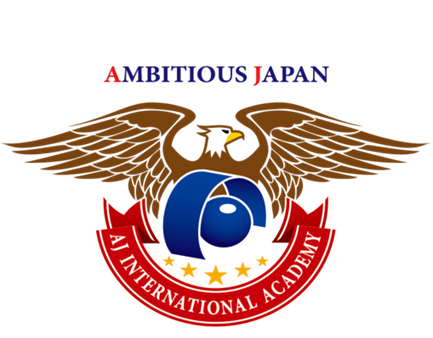 AMBITIOUS JAPAN
AJ INTERNATIONAL ACADEMY